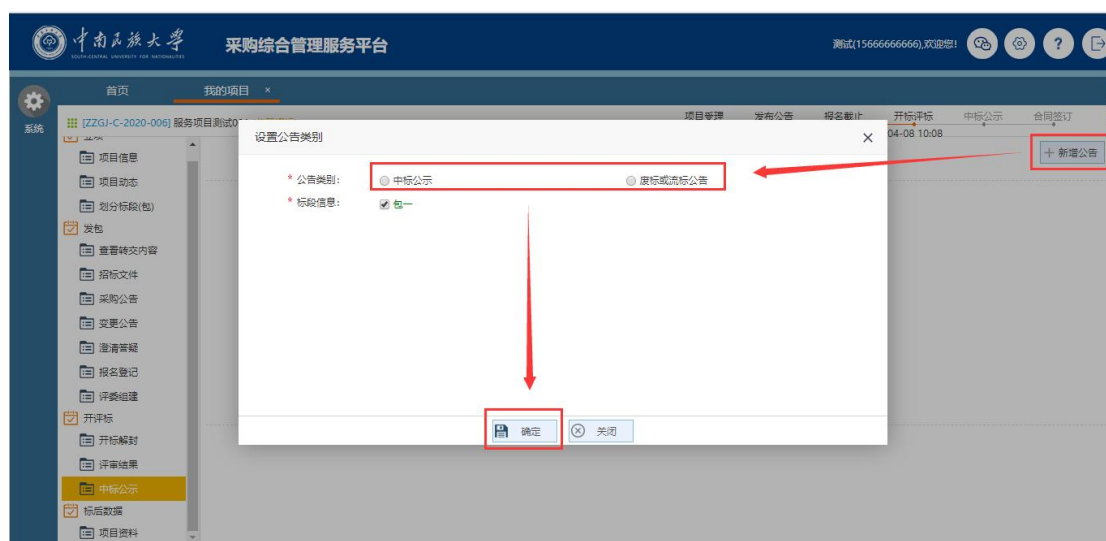 中南民族大学
SOUTH-CENTRAL UNIVERSITY FOR NATIONALITIES
采购综合管理服务平台
测试(15666666666),欢迎您!
?
首页
我的项目 ×
系统
[ZZGJ-C-2020-006] 服务项目测试0
项目受理
发布公告
报名截止
开标评标
中标公示
合同签订
04-08 10:08
+ 新增公告
项目信息
项目动态
划分标段(包)
发包
查看转交内容
招标文件
采购公告
变更公告
澄清答疑
报名登记
评委组建
开评标
开标解封
评审结果
中标公示
标后数据
项目资料
设置公告类别
×
* 公告类别: 中标公示 废标或流标公告
* 标段信息: 包一
确定
关闭